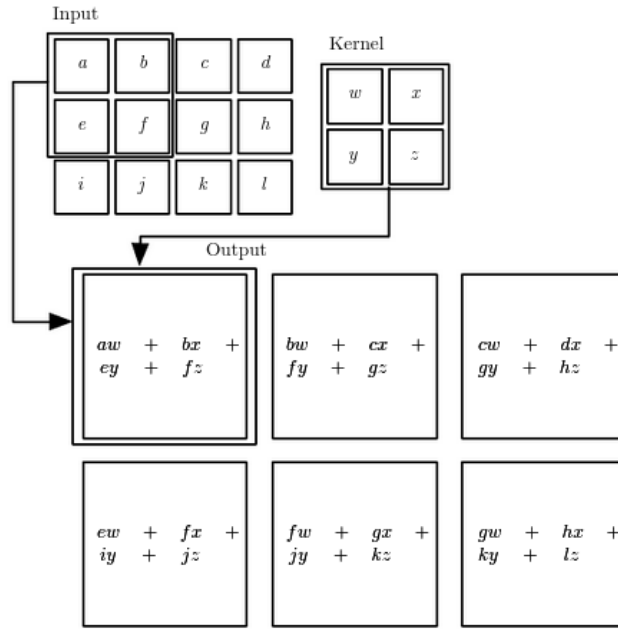 Input
Kernel
a b c d
w x
e f g h
y z
i j k l
Output
aw + bx +
ey + fz
bw + cx +
fy + gz
cw + dx +
gy + hz
ew + fx +
iy + jz
fw + gx +
jy + kz
gw + hx +
ky + lz